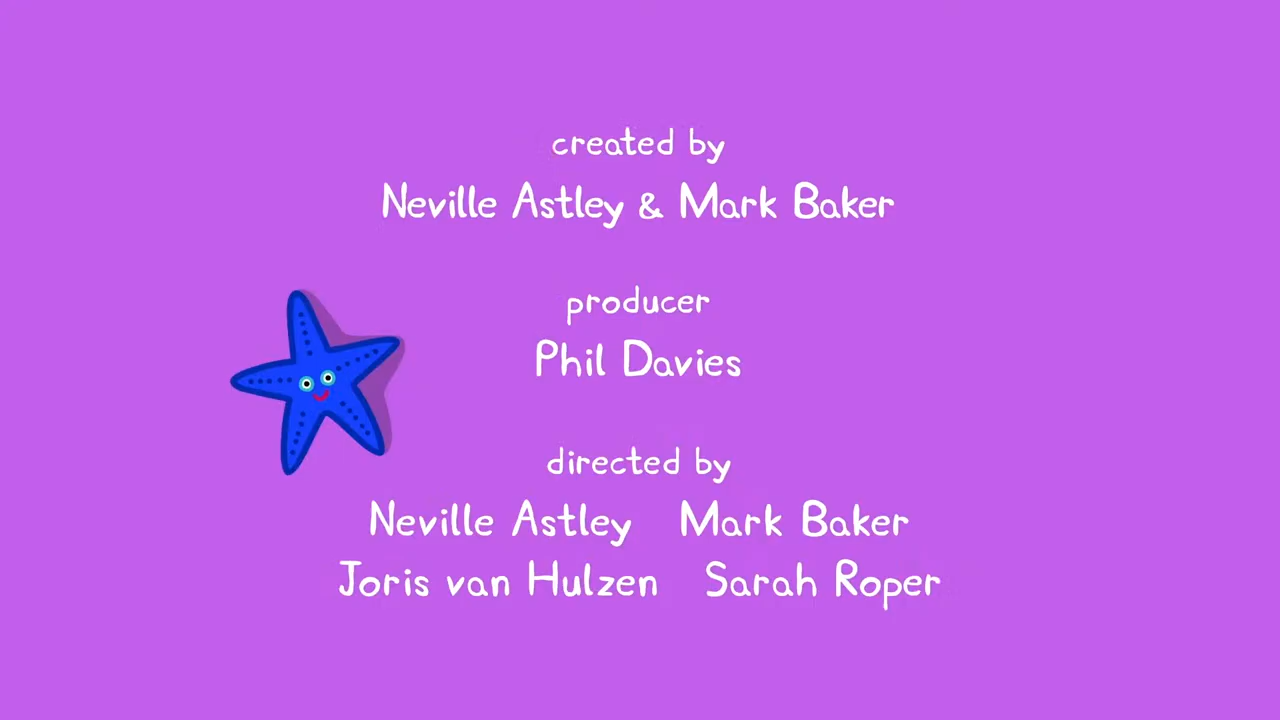 created by
Neville Astley & Mark Baker
producer
Phil Davies
directed by
Neville Astley Mark Baker
Joris van Hulzen Sarah Roper